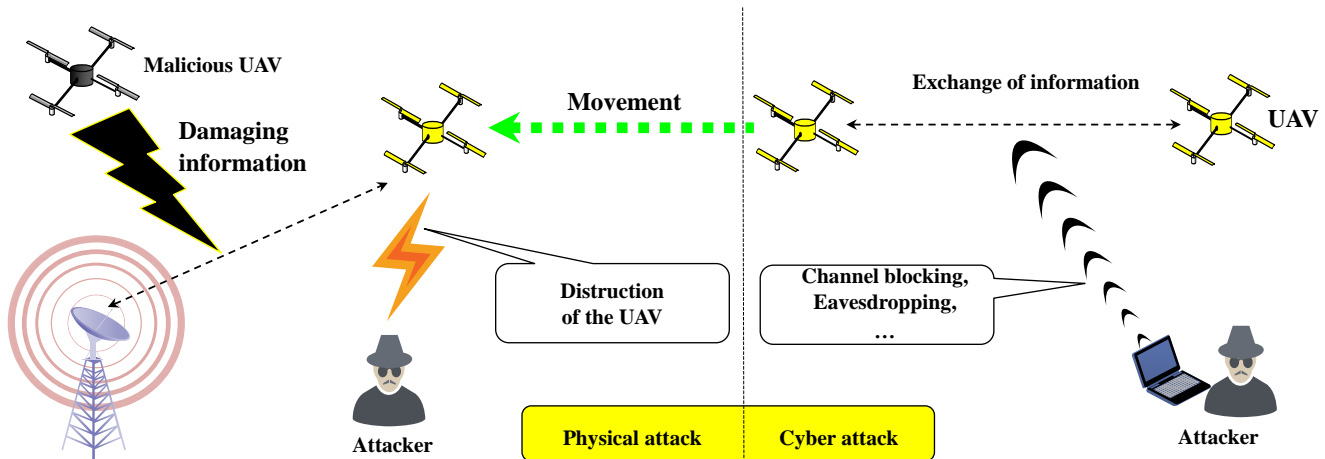 Malicious UAV
Damaging
information
Movement
Exchange of information
UAV
Distruction
of the UAV
Channel blocking,
Eavesdropping,
...
Attacker
Physical attack
Cyber attack
Attacker